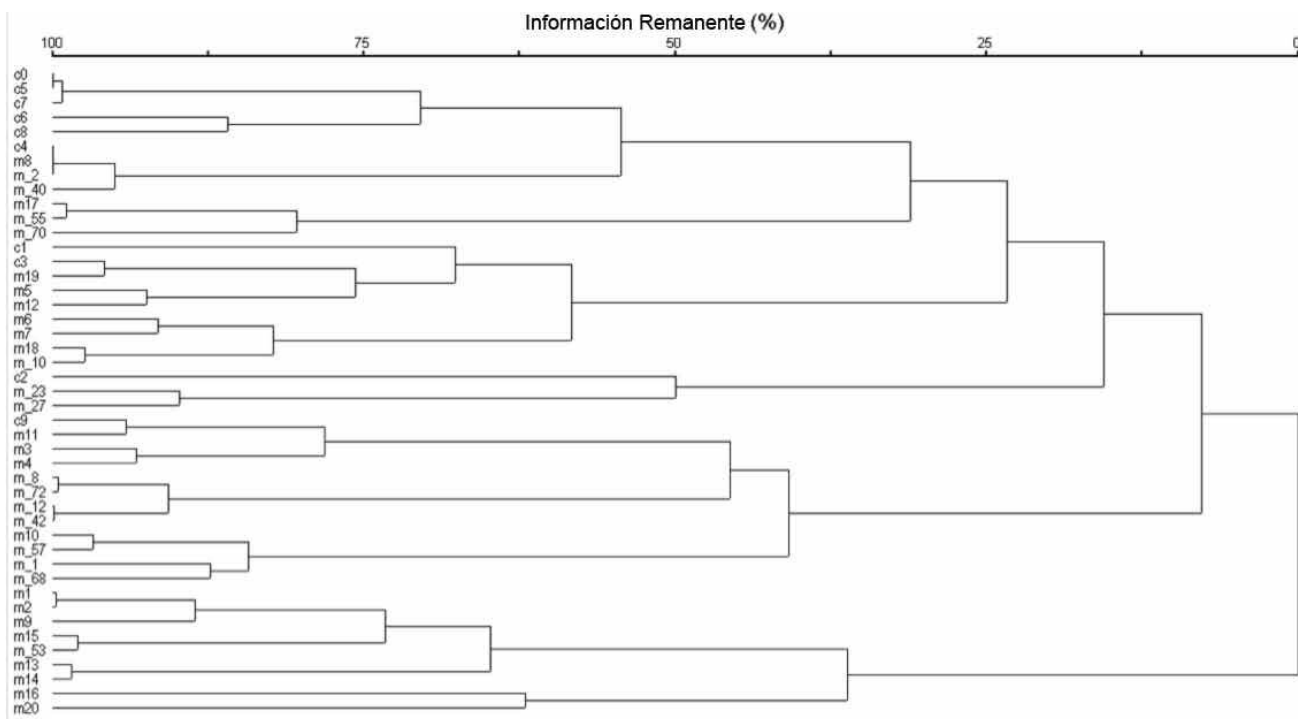 Información Remanente (%)
100 75 50 25 0
c0
c5
c7
c6
c8
c4
m8
m_2
m_40
m17
m_55
m_70
c1
c3
m19
m5
m12
m6
m7
m18
m_10
c2
m_23
m_27
c9
m11
m3
m4
m_8
m_72
m_12
m_42
m10
m_57
m_1
m_68
m1
m2
m9
m15
m_53
m13
m14
m16
m20